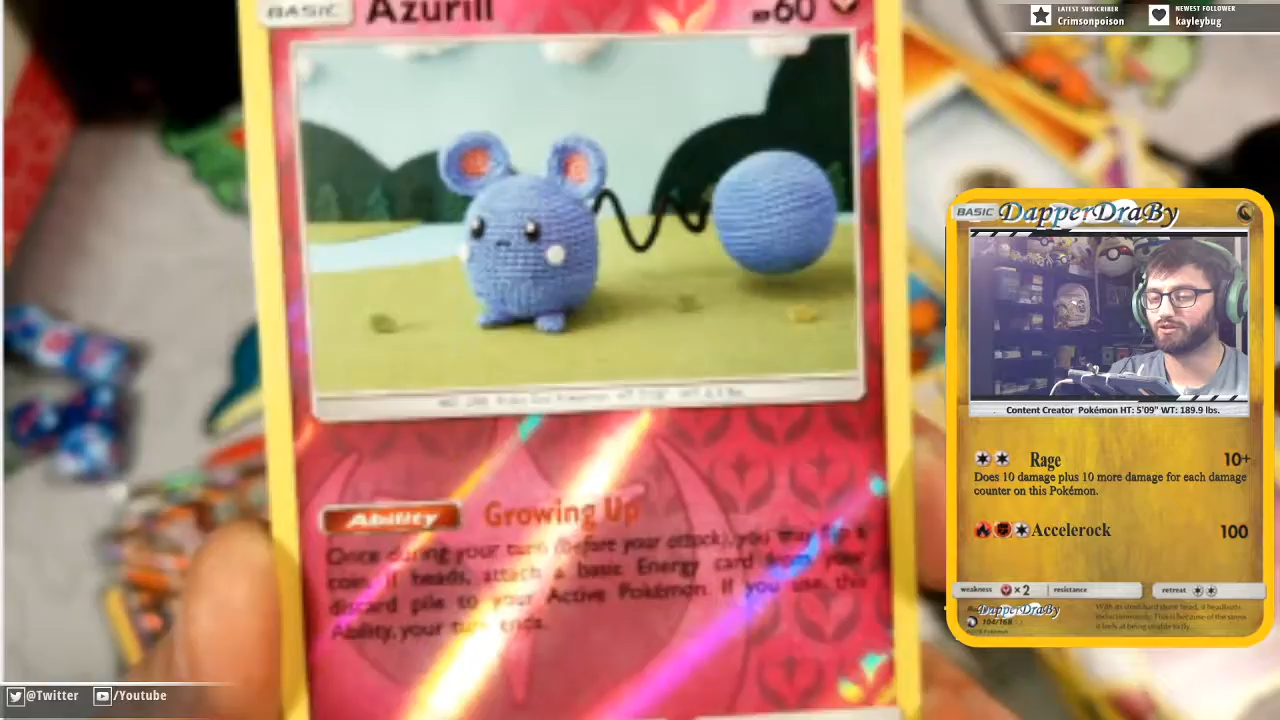 LATEST SUBSCRIBER
Crimsonpoison
NEWEST FOLLOWER
kayleybug
BASIC Azurill 60
Ability Growing Up
Once during your turn (before your attack), you may flip a
coin. If heads, attach a basic Energy card from your
discard pile to your Active Pokémon. If you use this
Ability, your ends.
BASIC DapperDraBy
Content Creator Pokémon HT: 5'09" WT: 189.9 lbs.
Rage 10+
Does 10 damage plus 10 more damage for each damage
counter on this Pokémon.
Accelerock 100
weakness ×2 resistance retreat
DapperDraBy
104/168
@Twitter /Youtube